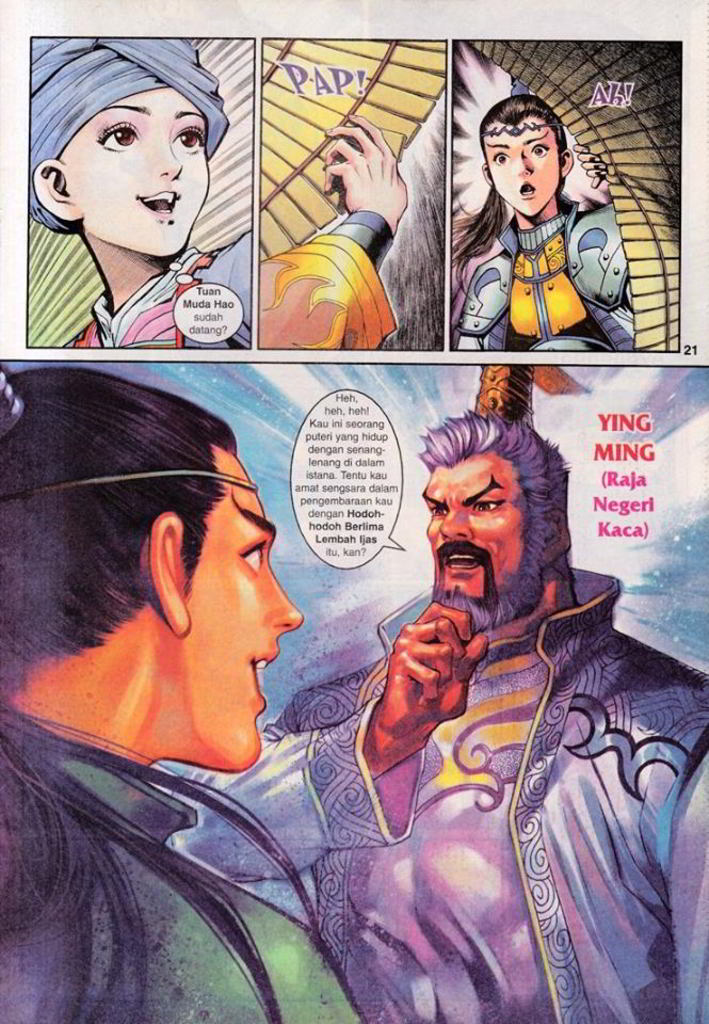 Tuan
Muda Hao
sudah
datang?
PAP!
Ah!
21
Heh,
heh, heh!
Kau ini seorang
puteri yang hidup
dengan senang-
lenang di dalam
istana. Tentu kau
amat sengsara dalam
pengembaraan kau
dengan Hodoh-
hodoh Berlima
Lembah Ijas
itu, kan?
YING
MING
(Raja
Negeri
Kaca)